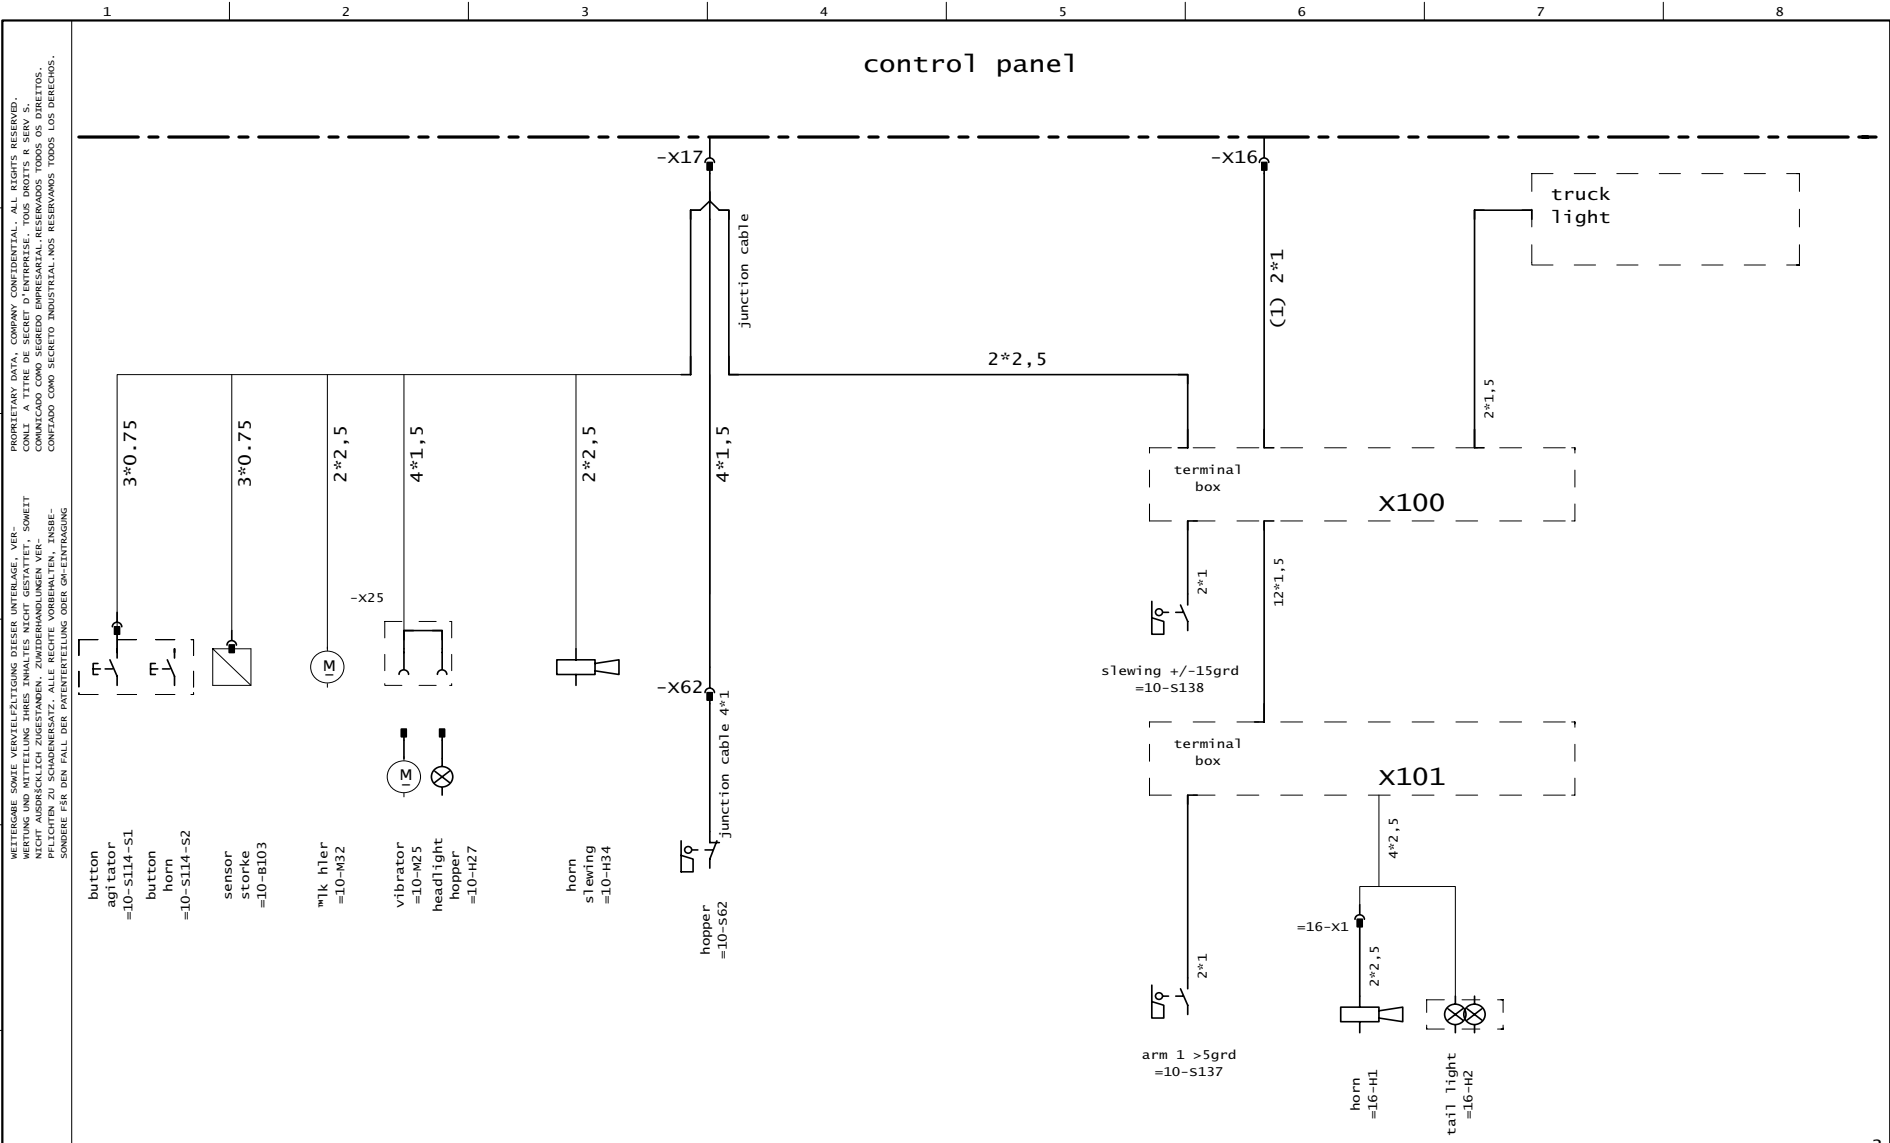 1 2 3 4 5 6 7 8
control panel
-X17
-X16
truck
light
junction cable
(1) 2*1
2*2,5
2*1,5
3*0.75
3*0.75
2*2,5
4*1,5
2*2,5
4*1,5
terminal
box
X100
-X25
2*1
12*1,5
slewing +/-15grd
=10-S138
-X62
junction cable 4*1
terminal
box
X101
M
M
4*2,5
button
agitator
=10-S114-S1
button
horn
=10-S114-S2
sensor
storke
=10-B103
™lk hler
=10-M32
vibrator
=10-M25
headlight
hopper
=10-H27
horn
slewing
=10-H34
hopper
=10-S62
=16-X1
2*1
2*2,5
arm 1 >5grd
=10-S137
horn
=16-H1
tail light
=16-H2
PROPRIETARY DATA, COMPANY CONFIDENTIAL. ALL RIGHTS RESERVED.
CONLI A TITRE DE SECRET D'ENTRPRISE. TOUS DROITS R SERV S.
COMUNICADO COMO SEGREDO EMPRESARIAL.RESERVADOS TODOS OS DIREITOS.
CONFIADO COMO SECRETO INDUSTRIAL.NOS RESERVAMOS TODOS LOS DERECHOS.
WEITERGABE SOWIE VERVIELFŽLTIGUNG DIESER UNTERLAGE, VER-
WERTUNG UND MITTEILUNG IHRES INHALTES NICHT GESTATTET, SOWEIT
NICHT AUSDRŠCKLICH ZUGESTANDEN. ZUWIDERHANDLUNGEN VER-
PFLICHTEN ZU SCHADENERSATZ. ALLE RECHTE VORBEHALTEN, INSBE-
SONDERE FŠR DEN FALL DER PATENTERTEILUNG ODER GM-EINTRAGUNG